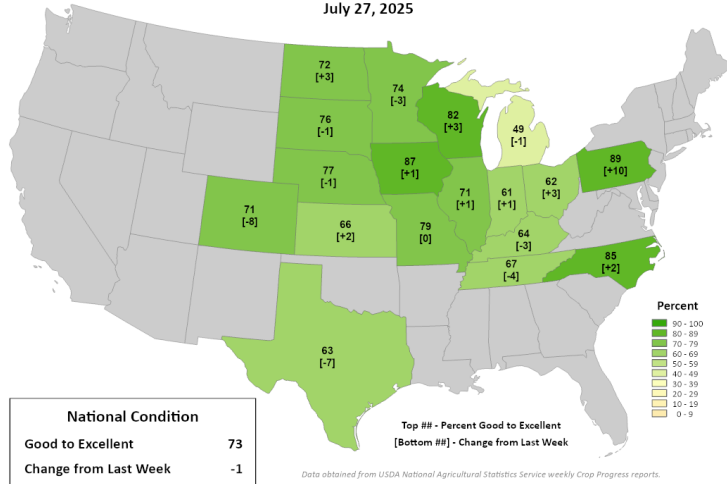 July 27, 2025
72
[+3]
74
[-3]
82
[+3]
49
[-1]
76
[-1]
89
[+10]
87
[+1]
77
[-1]
71
[+1]
61
[+1]
62
[+3]
71
[-8]
66
[+2]
79
[0]
64
[-3]
67
[-4]
85
[+2]
63
[-7]
Percent
90 - 100
80 - 89
70 - 79
60 - 69
50 - 59
40 - 49
30 - 39
20 - 29
10 - 19
0 - 9
National Condition
Good to Excellent 73
Change from Last Week -1
Top ## - Percent Good to Excellent
[Bottom ##] - Change from Last Week
Data obtained from USDA National Agricultural Statistics Service weekly Crop Progress reports.